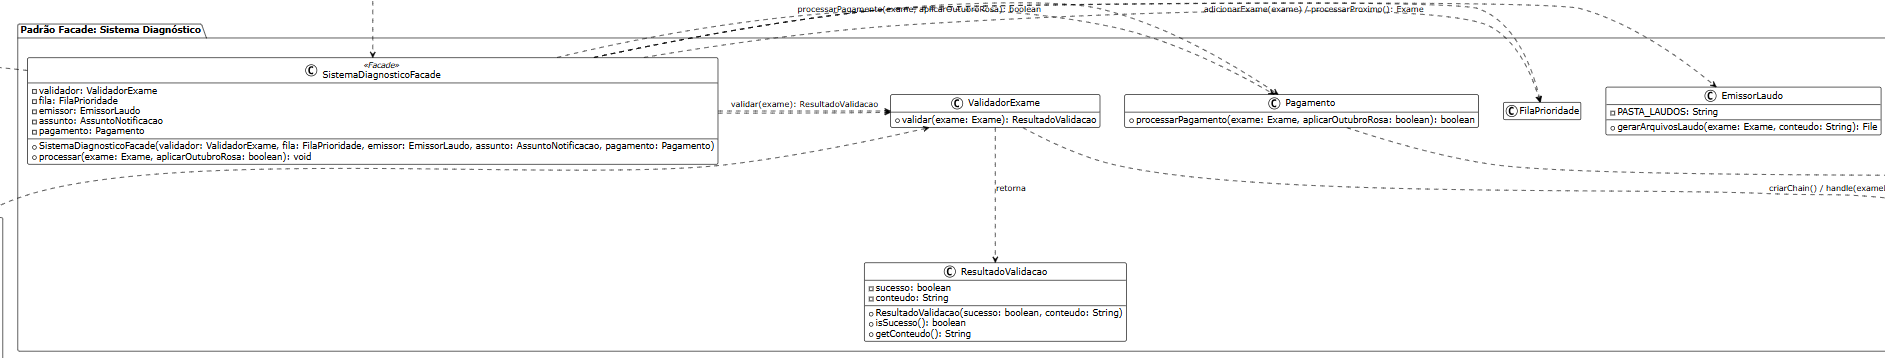 processarPagamento(exame, aplicarOutubroRosa): boolean
adicionarExame(exame) / processarProximo(): Exame
Padrão Facade: Sistema Diagnóstico
«Facade»
C SistemaDiagnosticoFacade
validador: ValidadorExame
fila: FilaPrioridade
emissor: EmissorLaudo
assunto: AssuntoNotificacao
pagamento: Pagamento
SistemaDiagnosticoFacade(validador: ValidadorExame, fila: FilaPrioridade, emissor: EmissorLaudo, assunto: AssuntoNotificacao, pagamento: Pagamento)
processar(exame: Exame, aplicarOutubroRosa: boolean): void
validar(exame): ResultadoValidacao
C ValidadorExame
validar(exame: Exame): ResultadoValidacao
C Pagamento
processarPagamento(exame: Exame, aplicarOutubroRosa: boolean): boolean
C FilaPrioridade
C EmissorLaudo
PASTA_LAUDOS: String
gerarArquivosLaudo(exame: Exame, conteudo: String): File
retorna
criarChain() / handle(exame
C ResultadoValidacao
sucesso: boolean
conteudo: String
ResultadoValidacao(sucesso: boolean, conteudo: String)
isSucesso(): boolean
getConteudo(): String